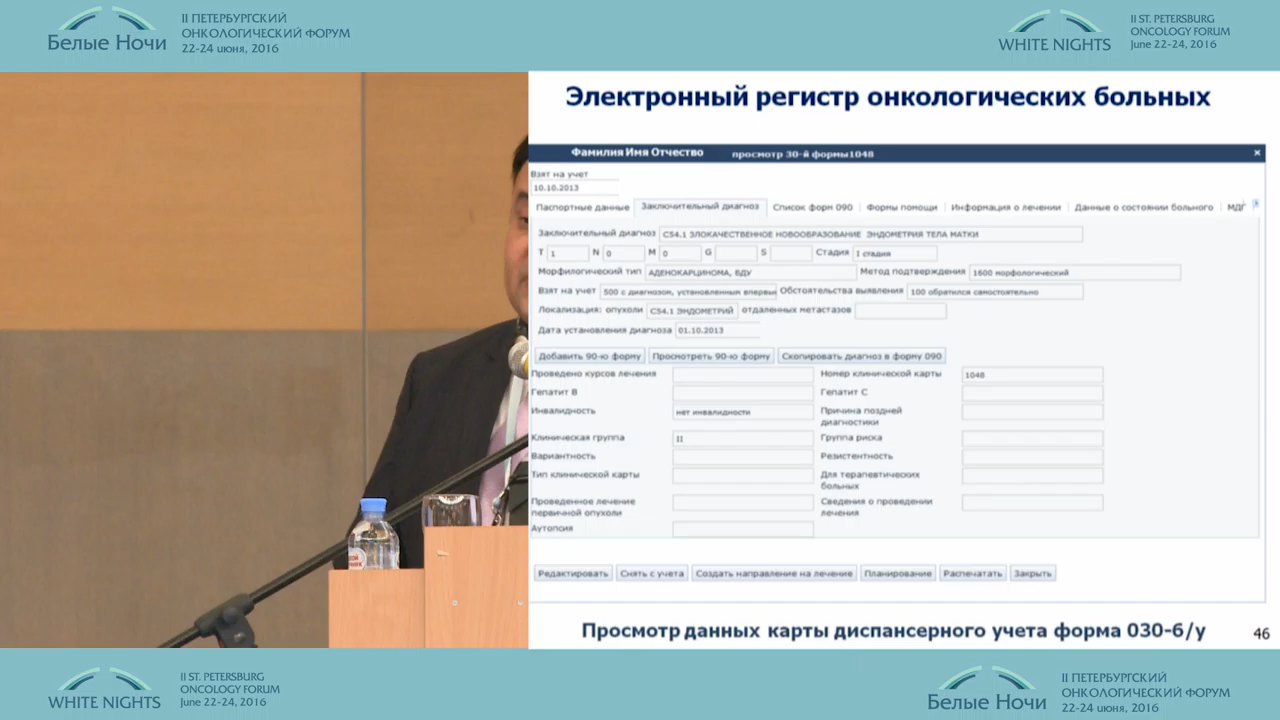 II ПЕТЕРБУРГСКИЙ
ОНКОЛОГИЧЕСКИЙ ФОРУМ
22-24 июня, 2016
Белые Ночи
II ST. PETERSBURG
ONCOLOGY FORUM
June 22-24, 2016
WHITE NIGHTS
Электронный регистр онкологических больных
Фамилия Имя Отчество просмотр 30-й формы1048
Взят на учет
10.10.2013
Паспортные данные Заключительный диагноз Список форм 090 Формы помощи Информация о лечении Данные о состоянии больного МДГ
Заключительный диагноз C54.1 ЗЛОКАЧЕСТВЕННОЕ НОВООБРАЗОВАНИЕ ЭНДОМЕТРИЯ ТЕЛА МАТКИ
T 1 N 0 M 0 G S Стадия I стадия
Морфологический тип АДЕНОКАРЦИНОМА, БДУ Метод подтверждения 1600 морфологический
Взят на учет 500 с диагнозом, установленным впервы Обстоятельства выявления 100 обратился самостоятельно
Локализация: опухоли C54.1 ЭНДОМЕТРИЙ отдаленных метастазов
Дата установления диагноза 01.10.2013
Добавить 90-ю форму Просмотреть 90-ю форму Скопировать диагноз в форму 090
Проведено курсов лечения Номер клинической карты 1048
Гепатит B Гепатит C
Инвалидность нет инвалидности Причина поздней диагностики
Клиническая группа II Группа риска
Вариантность Резистентность
Тип клинической карты Для терапевтических больных
Проведенное лечение первичной опухоли Сведения о проведении лечения
Аутопсия
Редактировать Снять с учета Создать направление на лечение Планирование Распечатать Закрыть
Просмотр данных карты диспансерного учета форма 030-6/у
46
WHITE NIGHTS
II ST. PETERSBURG
ONCOLOGY FORUM
June 22-24, 2016
Белые Ночи
II ПЕТЕРБУРГСКИЙ
ОНКОЛОГИЧЕСКИЙ ФОРУМ
22-24 июня, 2016